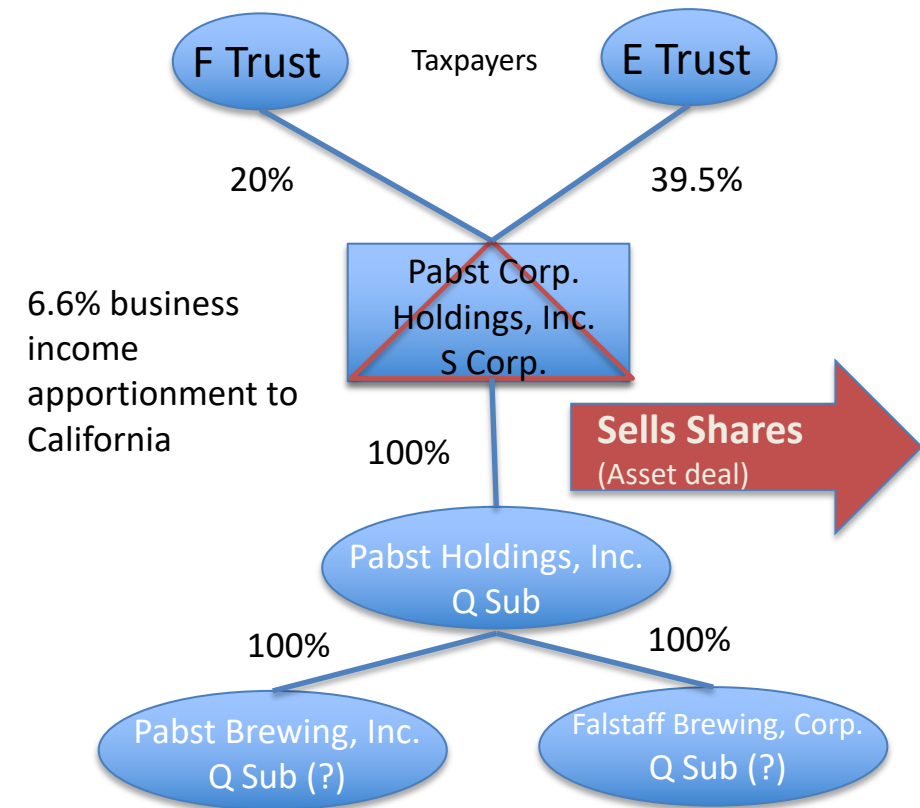 F Trust
Taxpayers
E Trust
20%
39.5%
Pabst Corp.
Holdings, Inc.
S Corp.
6.6% business
income
apportionment to
California
100%
Sells Shares
(Asset deal)
Pabst Holdings, Inc.
Q Sub
100%
100%
Pabst Brewing, Inc.
Q Sub (?)
Falstaff Brewing, Corp.
Q Sub (?)